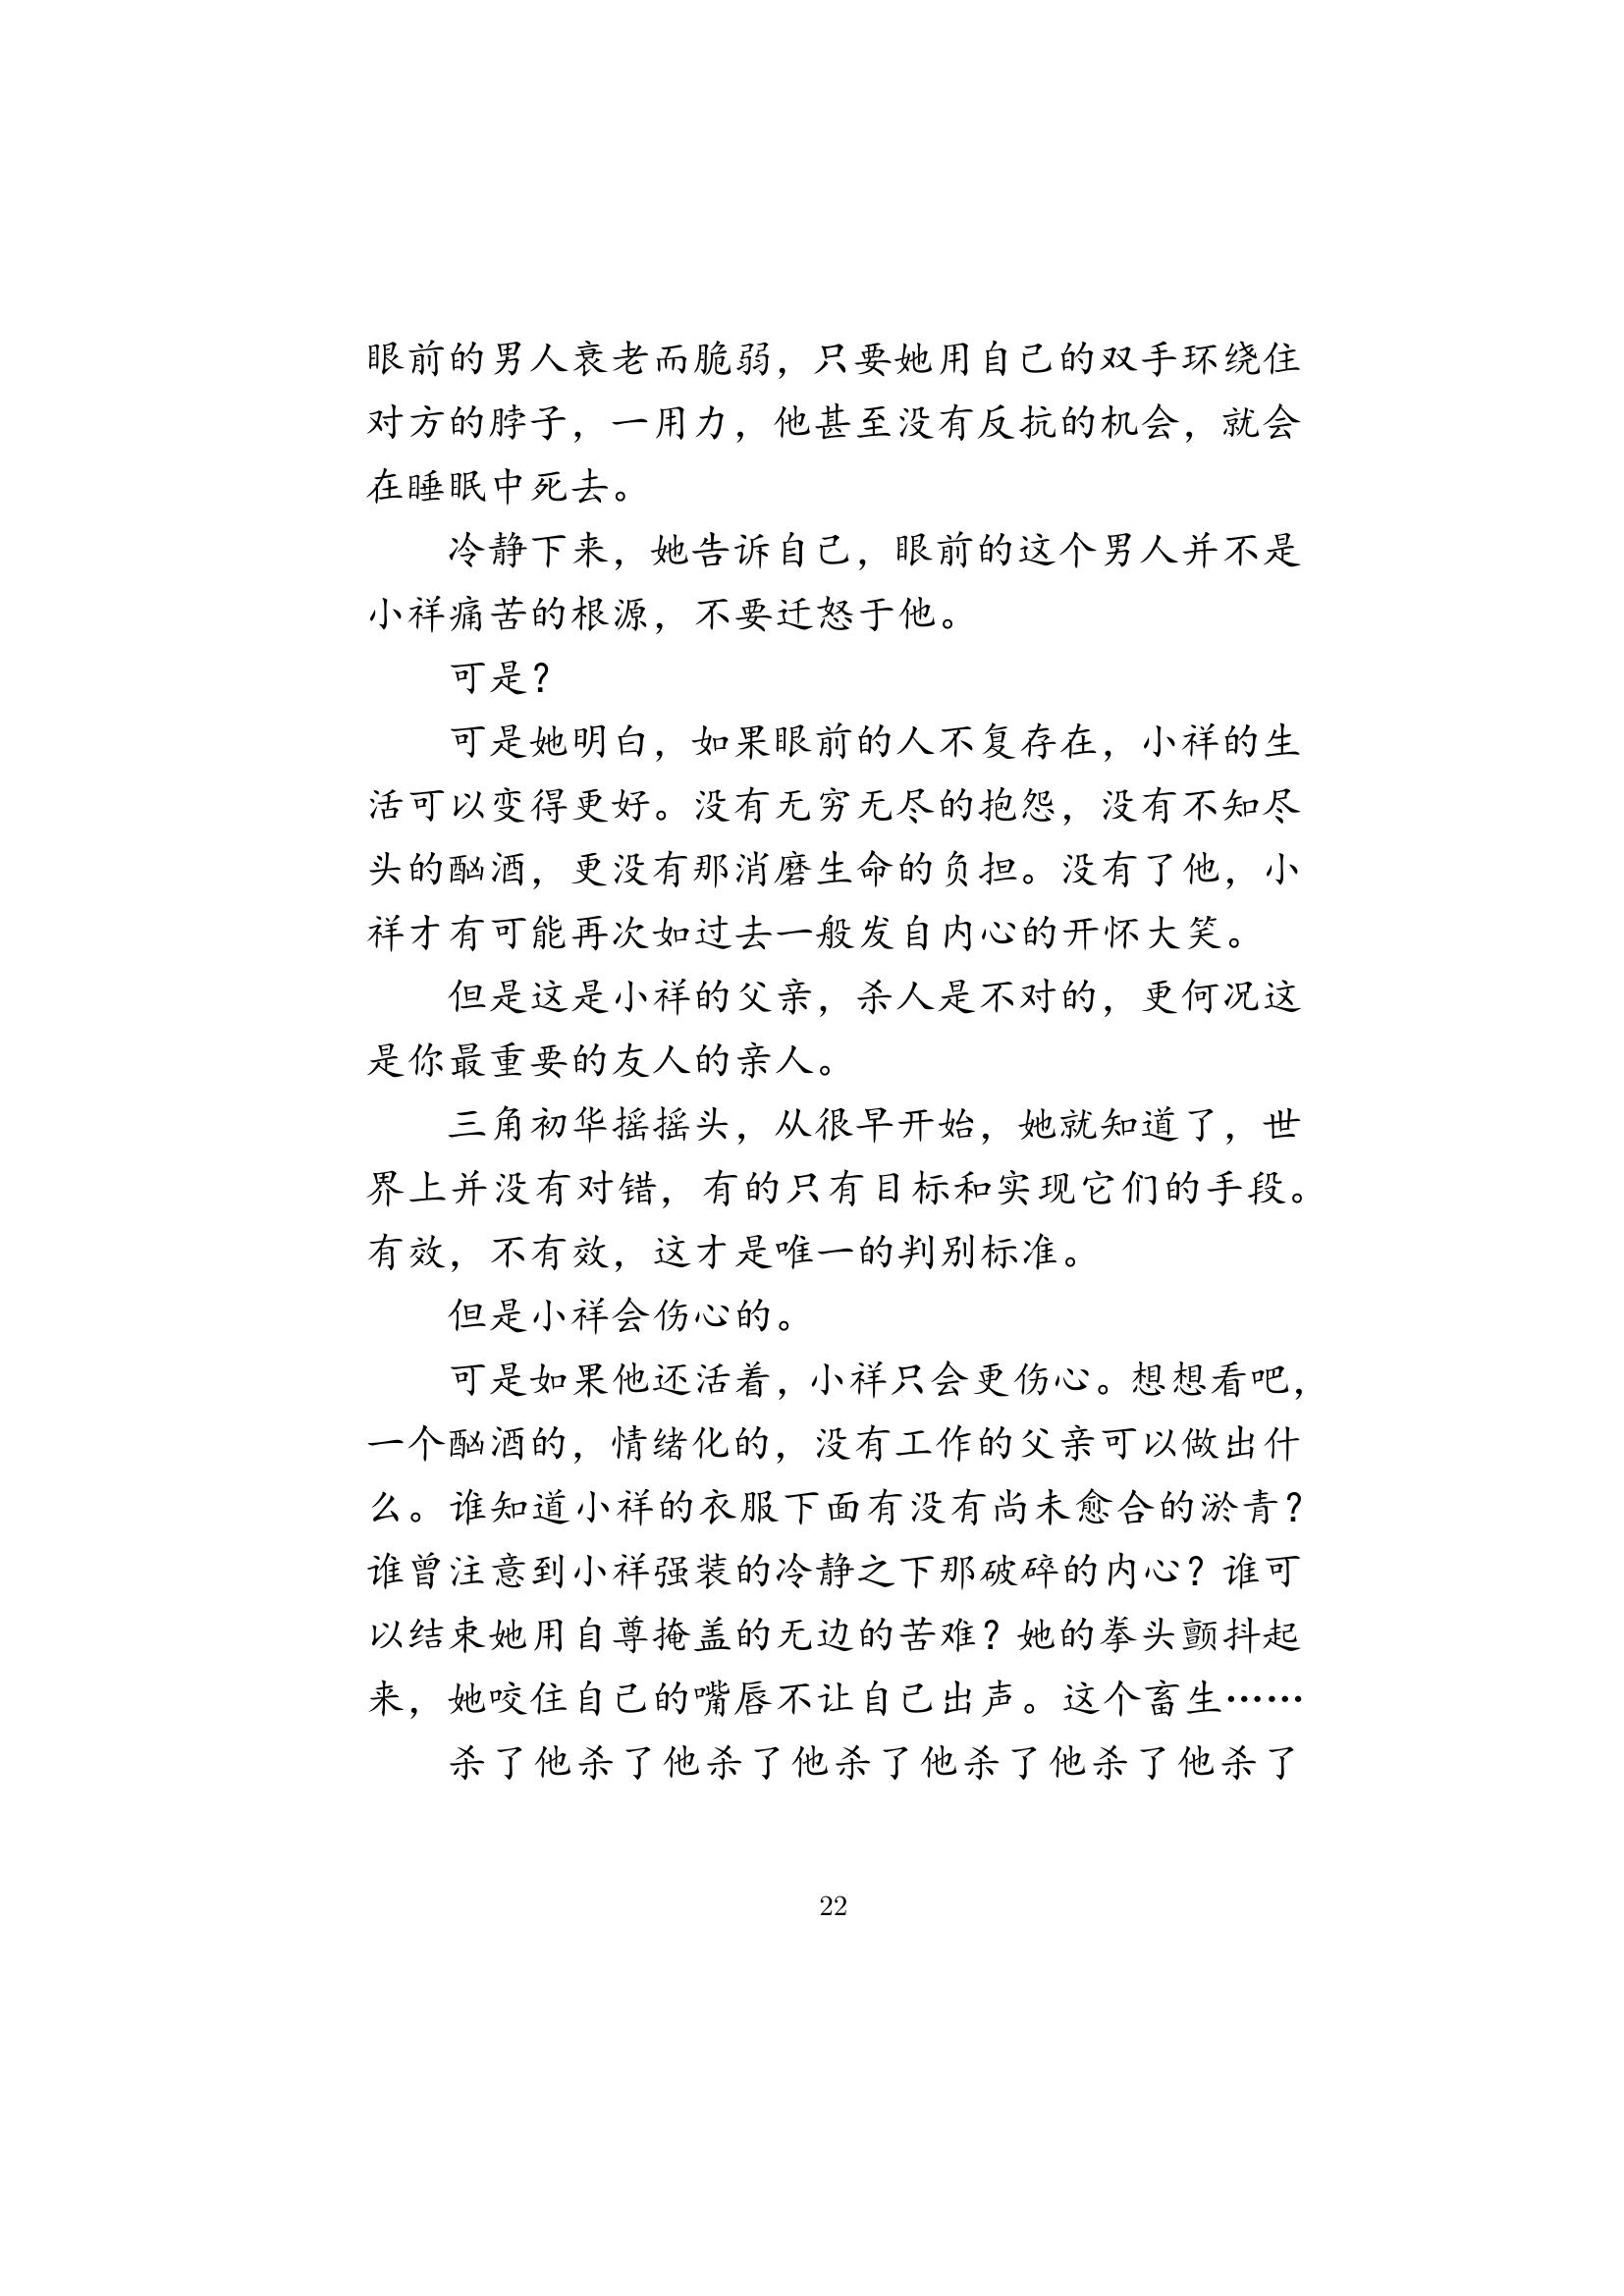 眼前的男人衰老而脆弱，只要她用自己的双手环绕住
对方的脖子，一用力，他甚至没有反抗的机会，就会
在睡眠中死去。
冷静下来，她告诉自己，眼前的这个男人并不是
小祥痛苦的根源，不要迁怒于他。
可是？
可是她明白，如果眼前的人不复存在，小祥的生
活可以变得更好。没有无穷无尽的抱怨，没有不知尽
头的酗酒，更没有那消磨生命的负担。没有了他，小
祥才有可能再次如过去一般发自内心的开怀大笑。
但是这是小祥的父亲，杀人是不对的，更何况这
是你最重要的友人的亲人。
三角初华摇摇头，从很早开始，她就知道了，世
界上并没有对错，有的只有目标和实现它们的手段。
有效，不有效，这才是唯一的判别标准。
但是小祥会伤心的。
可是如果他还活着，小祥只会更伤心。想想看吧，
一个酗酒的，情绪化的，没有工作的父亲可以做出什
么。谁知道小祥的衣服下面有没有尚未愈合的淤青？
谁曾注意到小祥强装的冷静之下那破碎的内心？谁可
以结束她用自尊掩盖的无边的苦难？她的拳头颤抖起
来，她咬住自己的嘴唇不让自己出声。这个畜生……
杀了他杀了他杀了他杀了他杀了他杀了他杀了
22